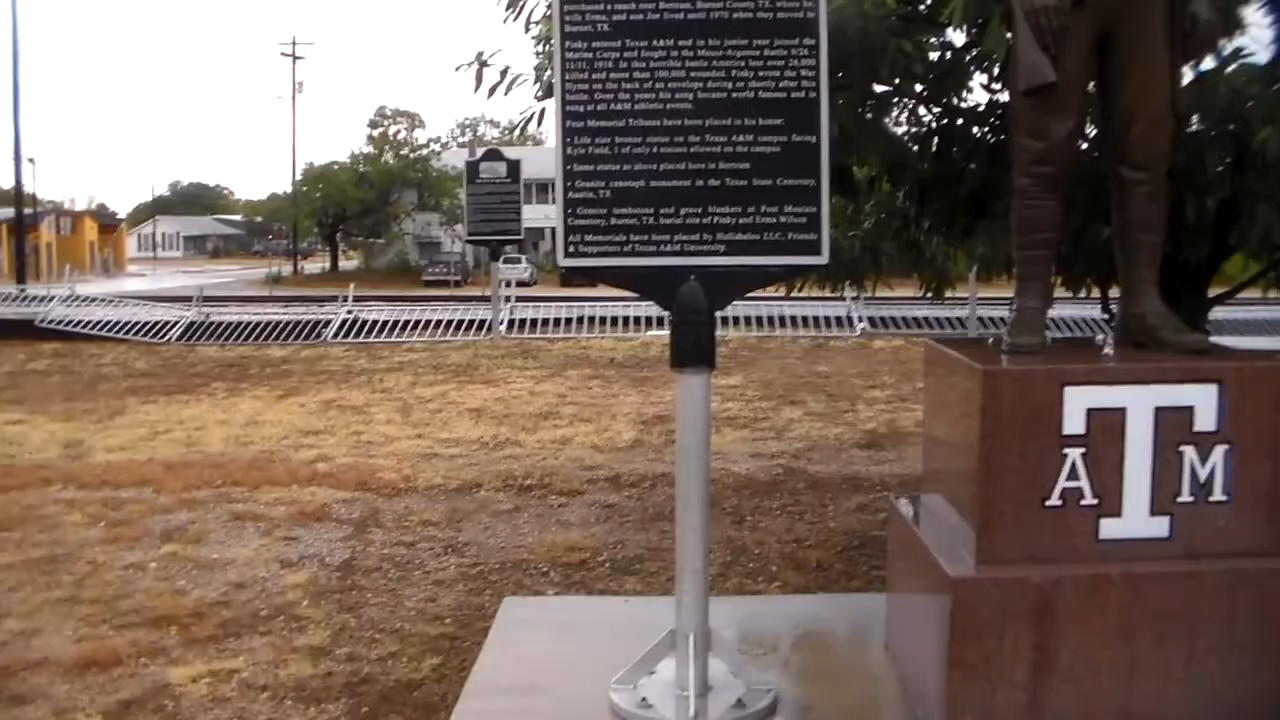 purchased a ranch near Bertram, Burnet County TX. where he,
wife Erma, and son Joe lived until 1970 when they moved to
Burnet, TX.
Pinky entered Texas A&M and in his junior year joined the
Marine Corps and fought in the Meuse-Argonne Battle 9/26 -
11/11, 1918. In this horrible battle America lost over 26,000
killed and more than 100,000 wounded. Pinky wrote the War
Hymn on the back of an envelope during or shortly after this
battle. Over the years his song became world famous and is
sung at all A&M athletic events.
Four Memorial Tributes have been placed in his honor:
• Life size bronze statue on the Texas A&M campus facing
Kyle Field, 1 of only 4 statues allowed on the campus
• Same statue as above placed here in Bertram
• Granite cenotaph monument in the Texas State Cemetery,
Austin, TX
• Granite tombstone and grave blankets at Post Mountain
Cemetery, Burnet, TX, burial site of Pinky and Erma Wilson
All Memorials have been placed by Hullabaloo LLC, Friends
& Supporters of Texas A&M University.
ATM